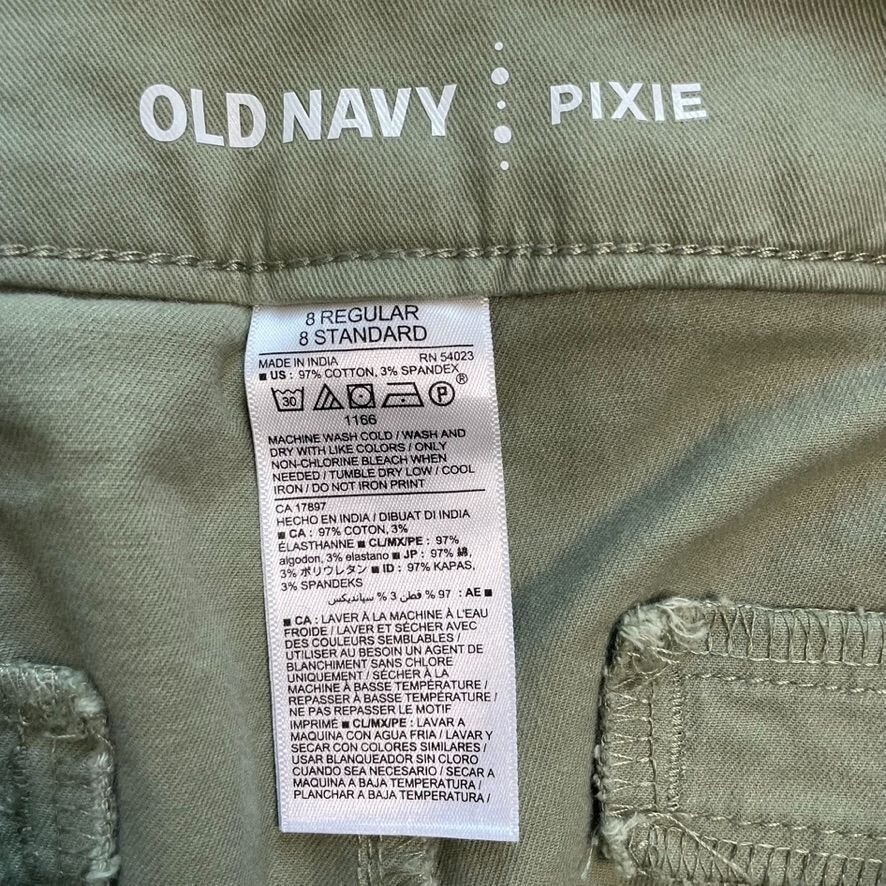 OLD NAVY PIXIE
8 REGULAR
8 STANDARD
MADE IN INDIA RN 54023
■ US : 97% COTTON, 3% SPANDEX
30 P ®
1166
MACHINE WASH COLD / WASH AND
DRY WITH LIKE COLORS / ONLY
NON-CHLORINE BLEACH WHEN
NEEDED / TUMBLE DRY LOW / COOL
IRON / DO NOT IRON PRINT
CA 17897
HECHO EN INDIA / DIBUAT DI INDIA
■ CA : 97% COTON, 3%
ÉLASTHANNE ■ CL/MX/PE : 97%
algodon, 3% elastano ■ JP : 97% 綿,
3% ポリウレタン ■ ID : 97% KAPAS,
3% SPANDEKS
■ AE : 97 % قطن 3 % سباندیکس
■ CA : LAVER À LA MACHINE À L'EAU
FROIDE / LAVER ET SÉCHER AVEC
DES COULEURS SEMBLABLES /
UTILISER AU BESOIN UN AGENT DE
BLANCHIMENT SANS CHLORE
UNIQUEMENT / SÉCHER À LA
MACHINE À BASSE TEMPÉRATURE /
REPASSER À BASSE TEMPÉRATURE /
NE PAS REPASSER LE MOTIF
IMPRIMÉ ■ CL/MX/PE : LAVAR A
MAQUINA CON AGUA FRIA / LAVAR Y
SECAR CON COLORES SIMILARES /
USAR BLANQUEADOR SIN CLORO
CUANDO SEA NECESARIO / SECAR A
MAQUINA A BAJA TEMPERATURA /
PLANCHAR A BAJA TEMPERATURA /